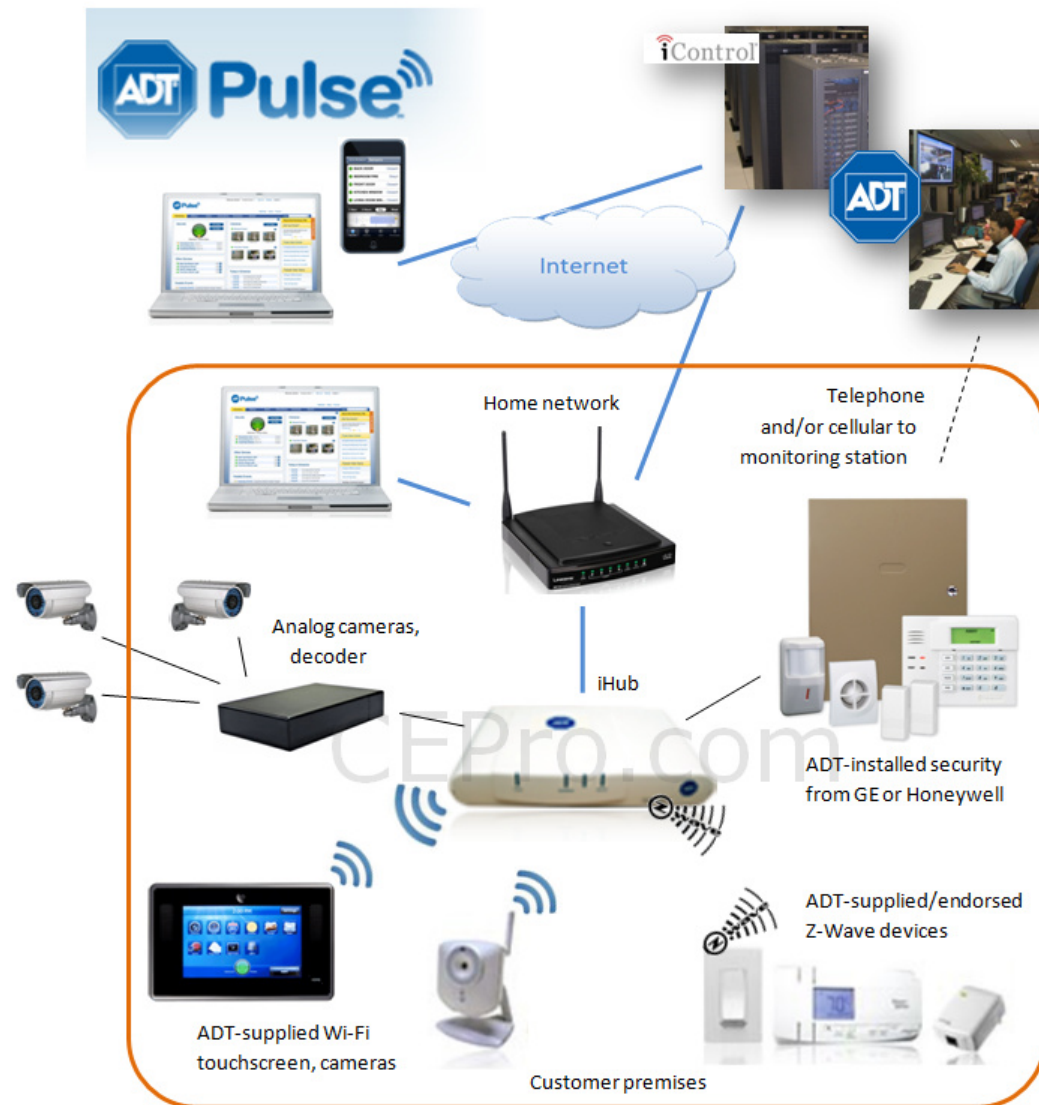 ADT Pulse
iControl
ADT
Internet
Home network
Telephone
and/or cellular to
monitoring station
Analog cameras,
decoder
iHub
CEPro.com
ADT-installed security
from GE or Honeywell
ADT-supplied/endorsed
Z-Wave devices
ADT-supplied Wi-Fi
touchscreen, cameras
Customer premises